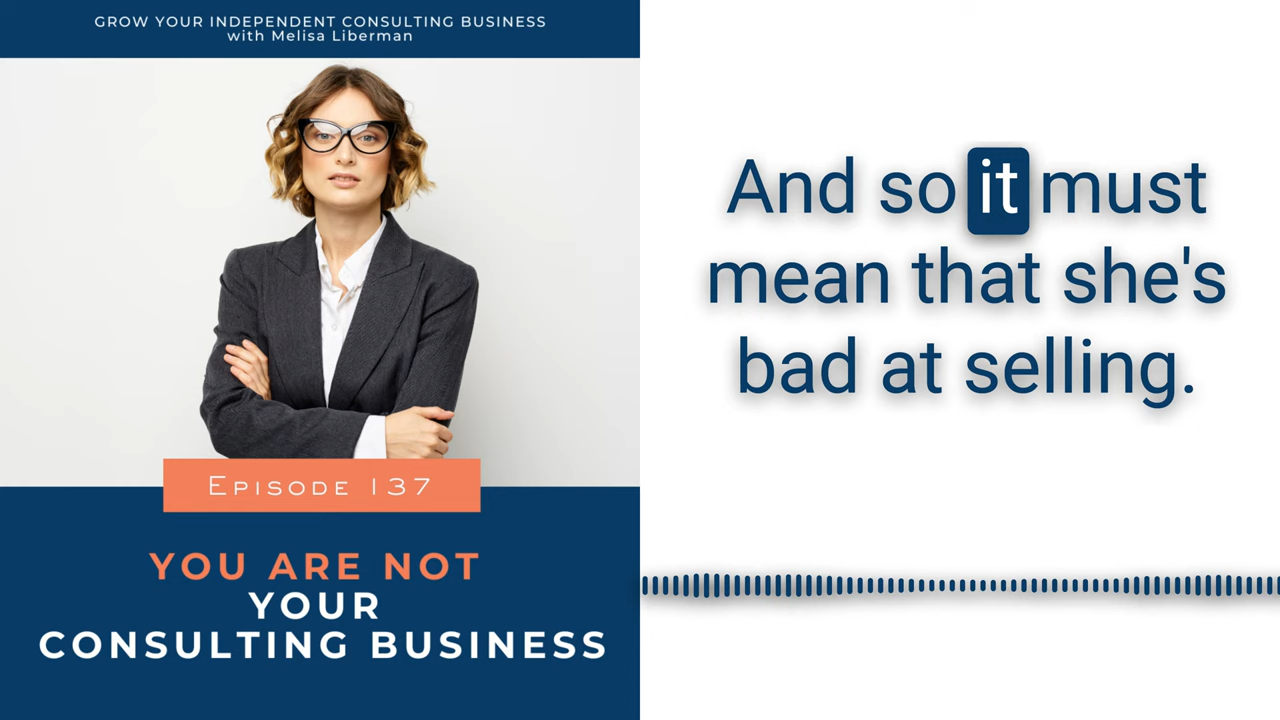 GROW YOUR INDEPENDENT CONSULTING BUSINESS
with Melisa Liberman
EPISODE 137
YOU ARE NOT
YOUR
CONSULTING BUSINESS
And so it must
mean that she's
bad at selling.